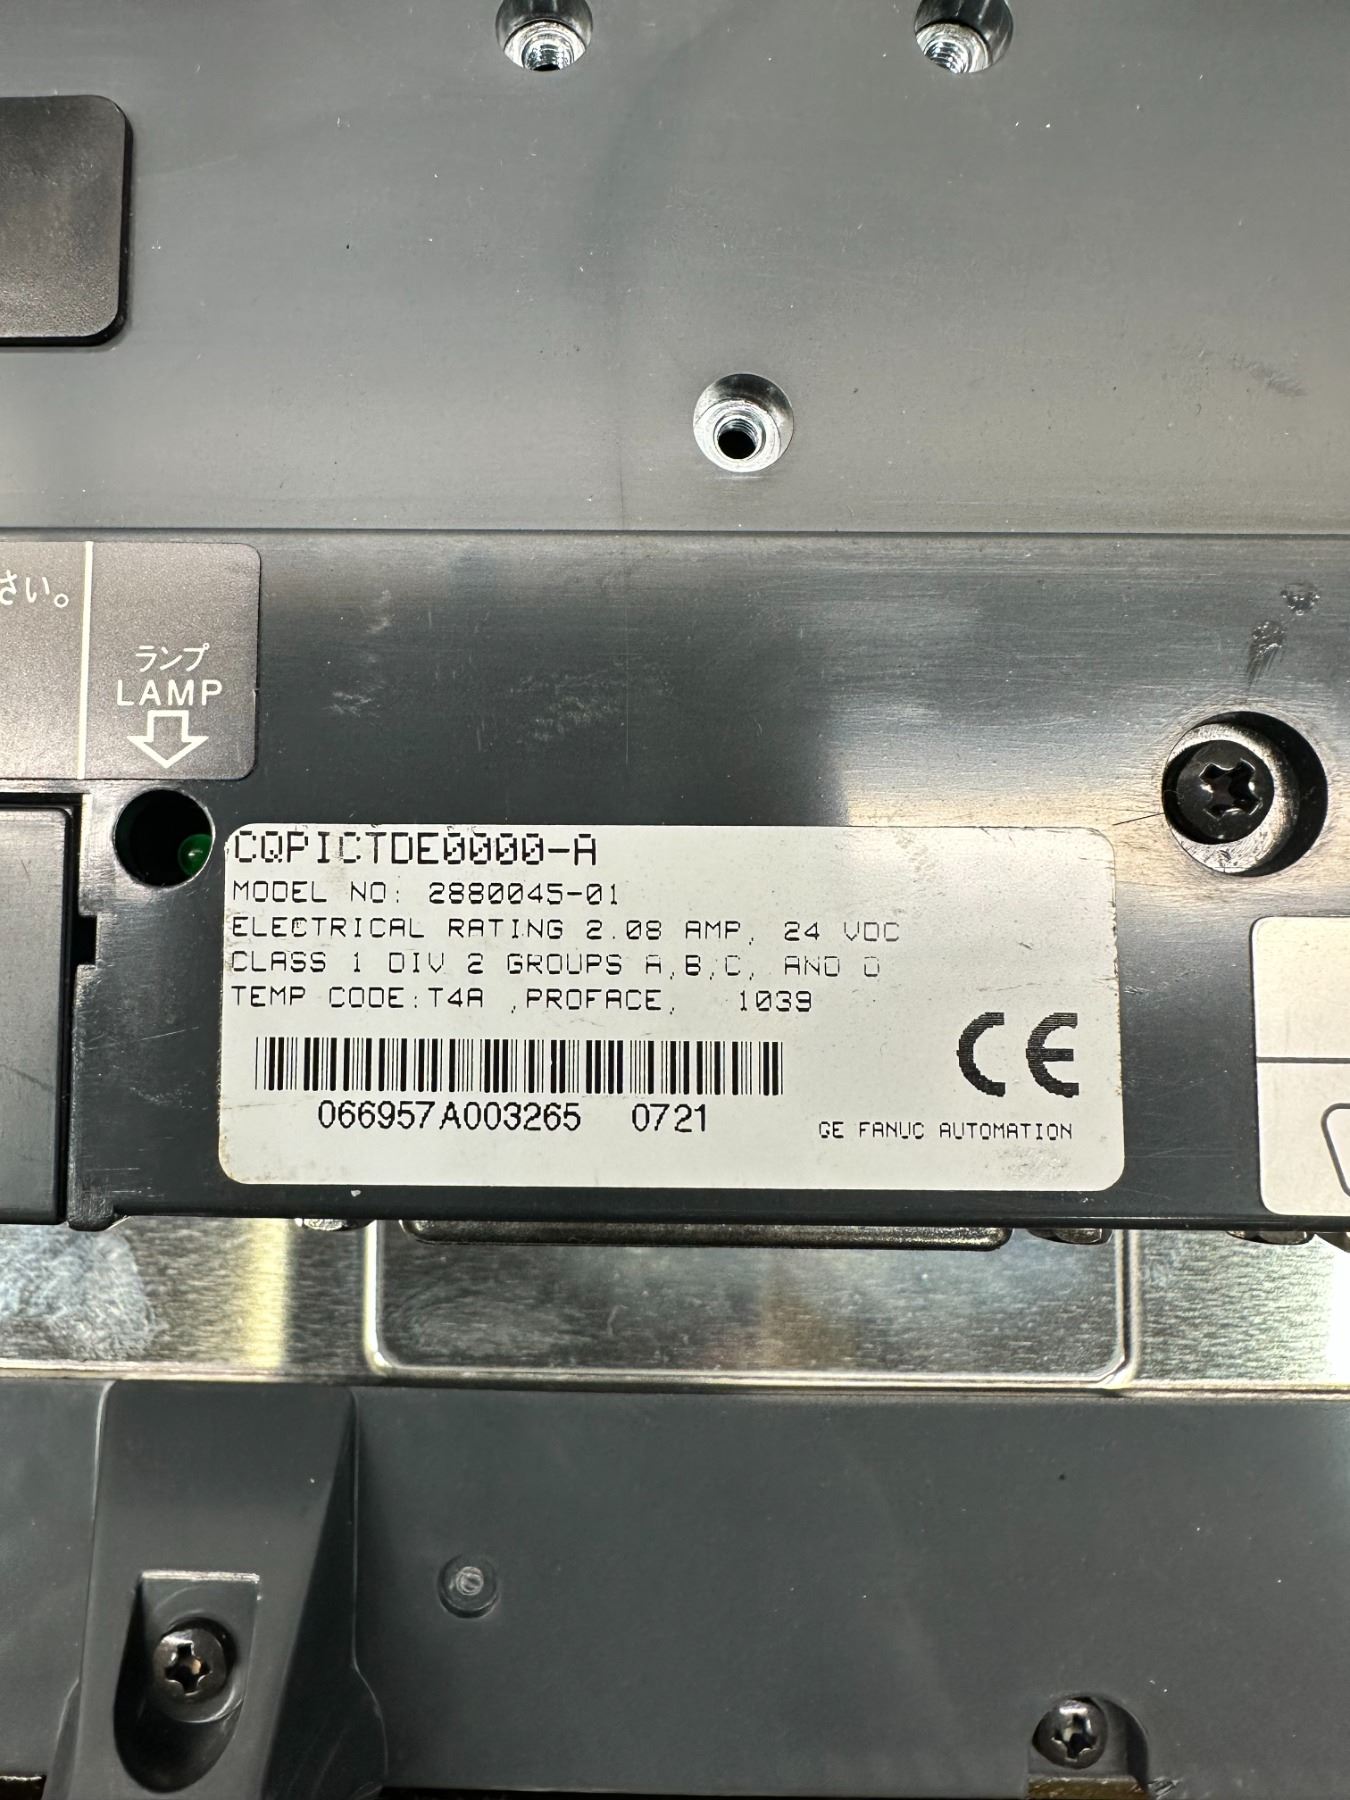 さい。
ランプ
LAMP
CQPICTDE0000-A
MODEL NO: 2880045-01
ELECTRICAL RATING 2.08 AMP, 24 VDC
CLASS 1 DIV 2 GROUPS A,B,C, AND D
TEMP CODE:T4A ,PROFACE, 1039
CE
066957A003265 0721
GE FANUC AUTOMATION